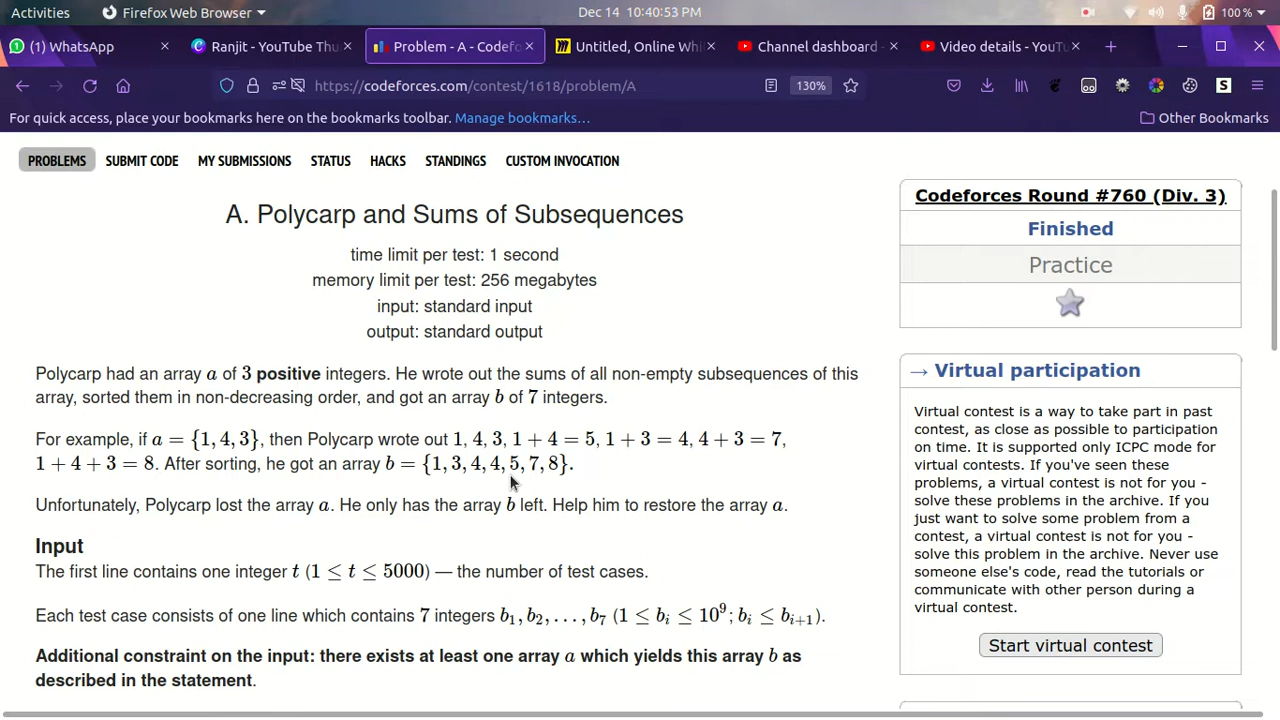 Activities Firefox Web Browser Dec 14 10:40:53 PM 100 %
(1) WhatsApp Ranjit - YouTube Thu Problem - A - Codefo Untitled, Online Whi Channel dashboard - Video details - YouTu
https://codeforces.com/contest/1618/problem/A 130% S
For quick access, place your bookmarks here on the bookmarks toolbar. Manage bookmarks… Other Bookmarks
PROBLEMS SUBMIT CODE MY SUBMISSIONS STATUS HACKS STANDINGS CUSTOM INVOCATION
A. Polycarp and Sums of Subsequences
time limit per test: 1 second
memory limit per test: 256 megabytes
input: standard input
output: standard output
Polycarp had an array a of 3 positive integers. He wrote out the sums of all non-empty subsequences of this
array, sorted them in non-decreasing order, and got an array b of 7 integers.
For example, if a = {1, 4, 3}, then Polycarp wrote out 1, 4, 3, 1 + 4 = 5, 1 + 3 = 4, 4 + 3 = 7,
1 + 4 + 3 = 8. After sorting, he got an array b = {1, 3, 4, 4, 5, 7, 8}.
Unfortunately, Polycarp lost the array a. He only has the array b left. Help him to restore the array a.
Input
The first line contains one integer t (1 ≤ t ≤ 5000) — the number of test cases.
Each test case consists of one line which contains 7 integers b₁, b₂, …, b₇ (1 ≤ bᵢ ≤ 10⁹; bᵢ ≤ bᵢ₊₁).
Additional constraint on the input: there exists at least one array a which yields this array b as
described in the statement.
Codeforces Round #760 (Div. 3)
Finished
Practice
→ Virtual participation
Virtual contest is a way to take part in past
contest, as close as possible to participation
on time. It is supported only ICPC mode for
virtual contests. If you've seen these
problems, a virtual contest is not for you -
solve these problems in the archive. If you
just want to solve some problem from a
contest, a virtual contest is not for you -
solve this problem in the archive. Never use
someone else's code, read the tutorials or
communicate with other person during a
virtual contest.
Start virtual contest